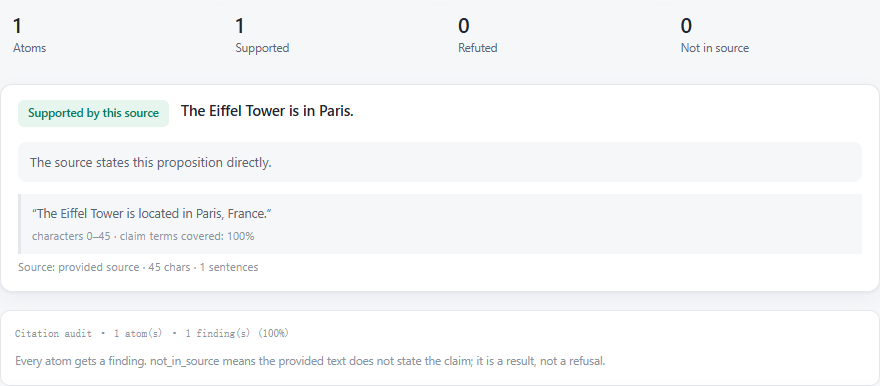 1
Atoms
1
Supported
0
Refuted
0
Not in source
Supported by this source
The Eiffel Tower is in Paris.
The source states this proposition directly.
“The Eiffel Tower is located in Paris, France.”
characters 0–45 · claim terms covered: 100%
Source: provided source · 45 chars · 1 sentences
Citation audit · 1 atom(s) · 1 finding(s) (100%)
Every atom gets a finding. not_in_source means the provided text does not state the claim; it is a result, not a refusal.